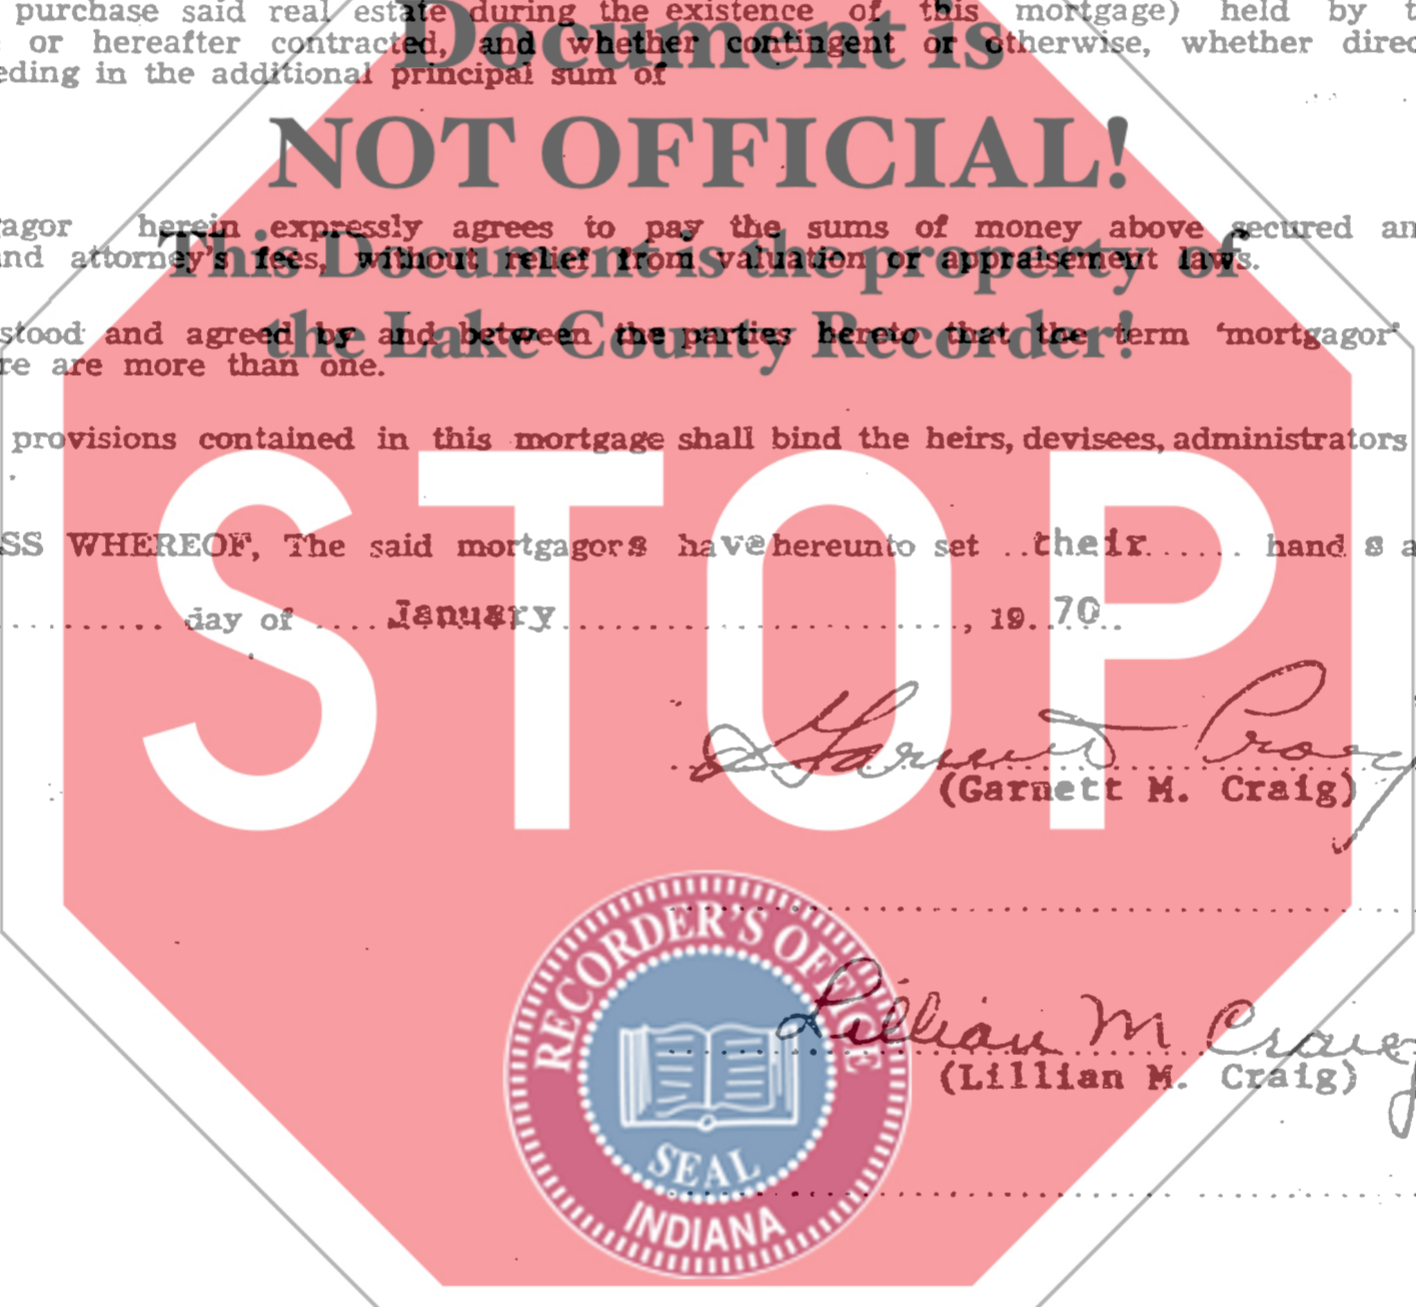 purchase said real estate during the existence of this mortgage) held by
Document is
or hereafter contracted, and whether contingent or otherwise, whether direc
eding in the additional principal sum of
NOT OFFICIAL!
agor herein expressly agrees to pay the sums of money above secured an
This Document is the property of
nd attorney's fees, without relief from valuation or appraisement laws.
the Lake County Recorder!
stood and agreed by and between the parties hereto that the term 'mortgagor'
re are more than one.
provisions contained in this mortgage shall bind the heirs, devisees, administrators
STOP
SS WHEREOF, The said mortgagors have hereunto set ..their...... hand s a
day of January, 19.70
Garnett Craig
(Garnett M. Craig)
RECORDER'S OFFICE
Lillian M Craig
(Lillian M. Craig)
SEAL
INDIANA